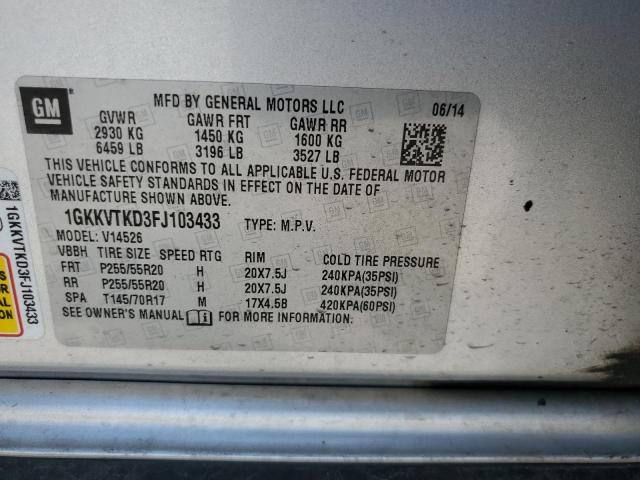 GM
MFD BY GENERAL MOTORS LLC 06/14
GVWR GAWR FRT GAWR RR
2930 KG 1450 KG 1600 KG
6459 LB 3196 LB 3527 LB
THIS VEHICLE CONFORMS TO ALL APPLICABLE U.S. FEDERAL MOTOR
VEHICLE SAFETY STANDARDS IN EFFECT ON THE DATE OF
MANUFACTURE SHOWN ABOVE.
1GKKVTKD3FJ103433 TYPE: M.P.V.
MODEL: V14526
VBBH TIRE SIZE SPEED RTG RIM COLD TIRE PRESSURE
FRT P255/55R20 H 20X7.5J 240KPA(35PSI)
RR P255/55R20 H 20X7.5J 240KPA(35PSI)
SPA T145/70R17 M 17X4.5B 420KPA(60PSI)
SEE OWNER'S MANUAL i FOR MORE INFORMATION.
1GKKVTKD3FJ103433